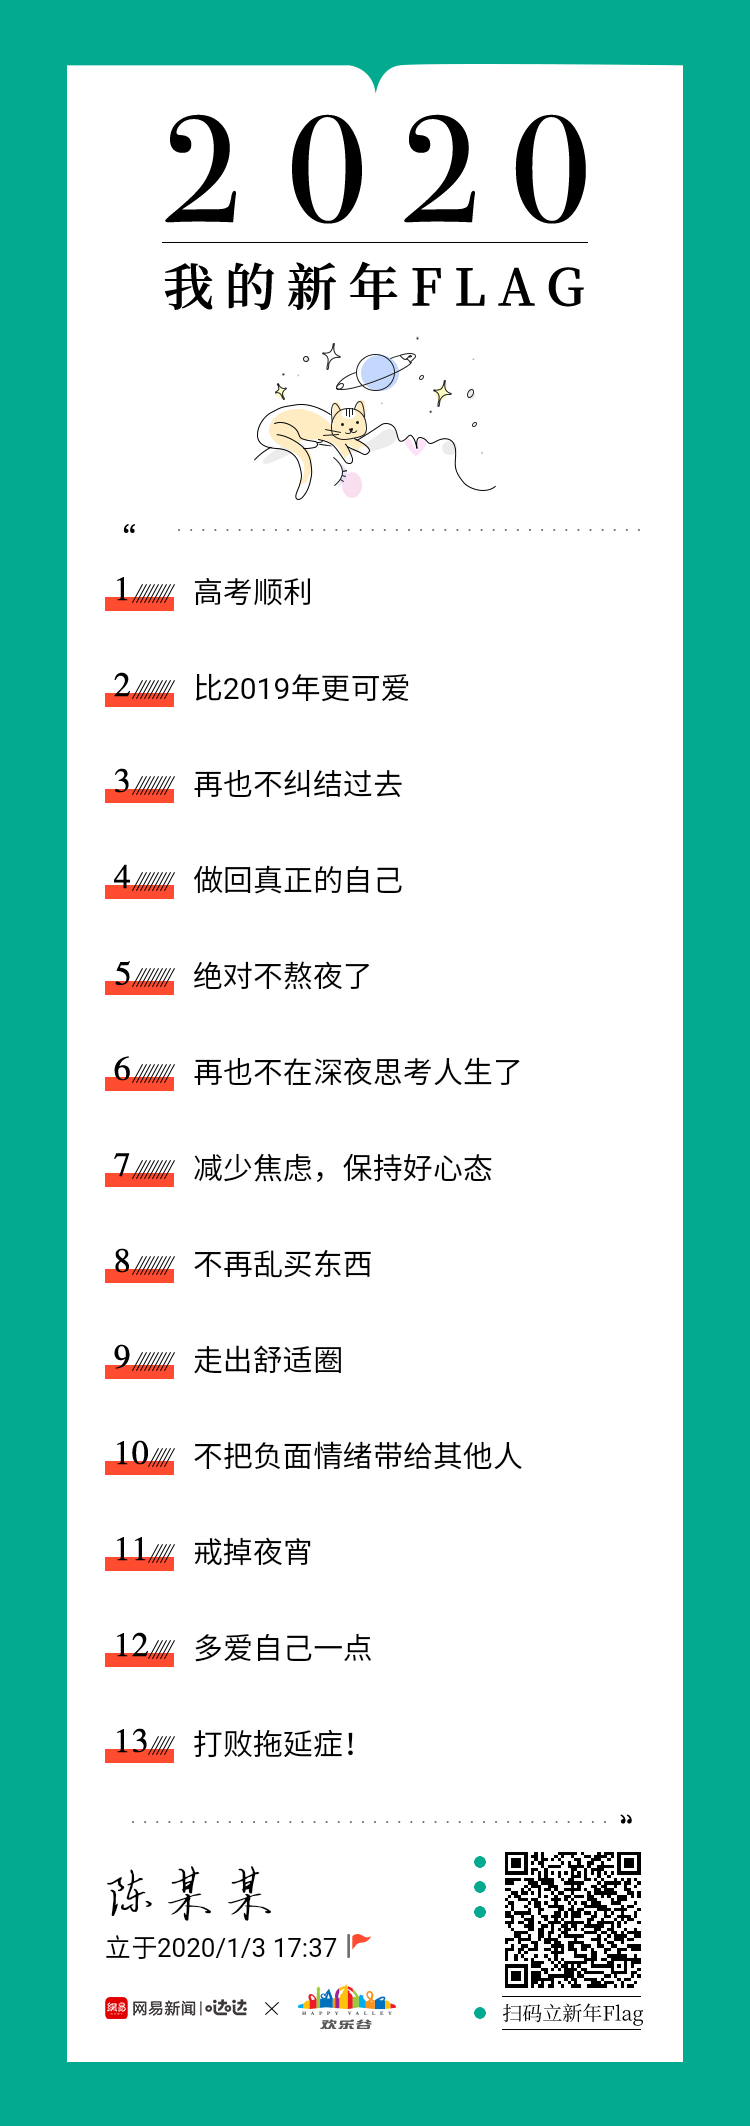 2020
我的新年FLAG
“
1 高考顺利
2 比2019年更可爱
3 再也不纠结过去
4 做回真正的自己
5 绝对不熬夜了
6 再也不在深夜思考人生了
7 减少焦虑，保持好心态
8 不再乱买东西
9 走出舒适圈
10 不把负面情绪带给其他人
11 戒掉夜宵
12 多爱自己一点
13 打败拖延症！
”
陈某某
立于2020/1/3 17:37
網易 网易新闻|哒哒 × HAPPY VALLEY
欢乐谷
扫码立新年Flag